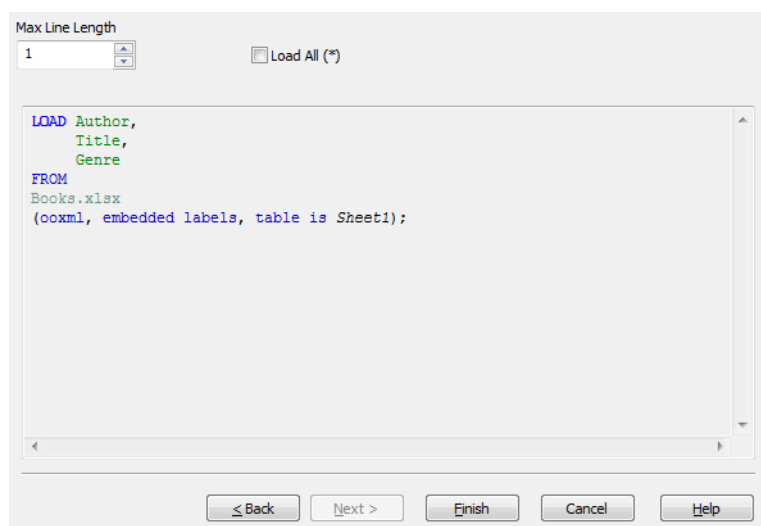 Max Line Length
1
Load All (*)
LOAD Author,
Title,
Genre
FROM
Books.xlsx
(ooxml, embedded labels, table is Sheet1);
< Back
Next >
Finish
Cancel
Help